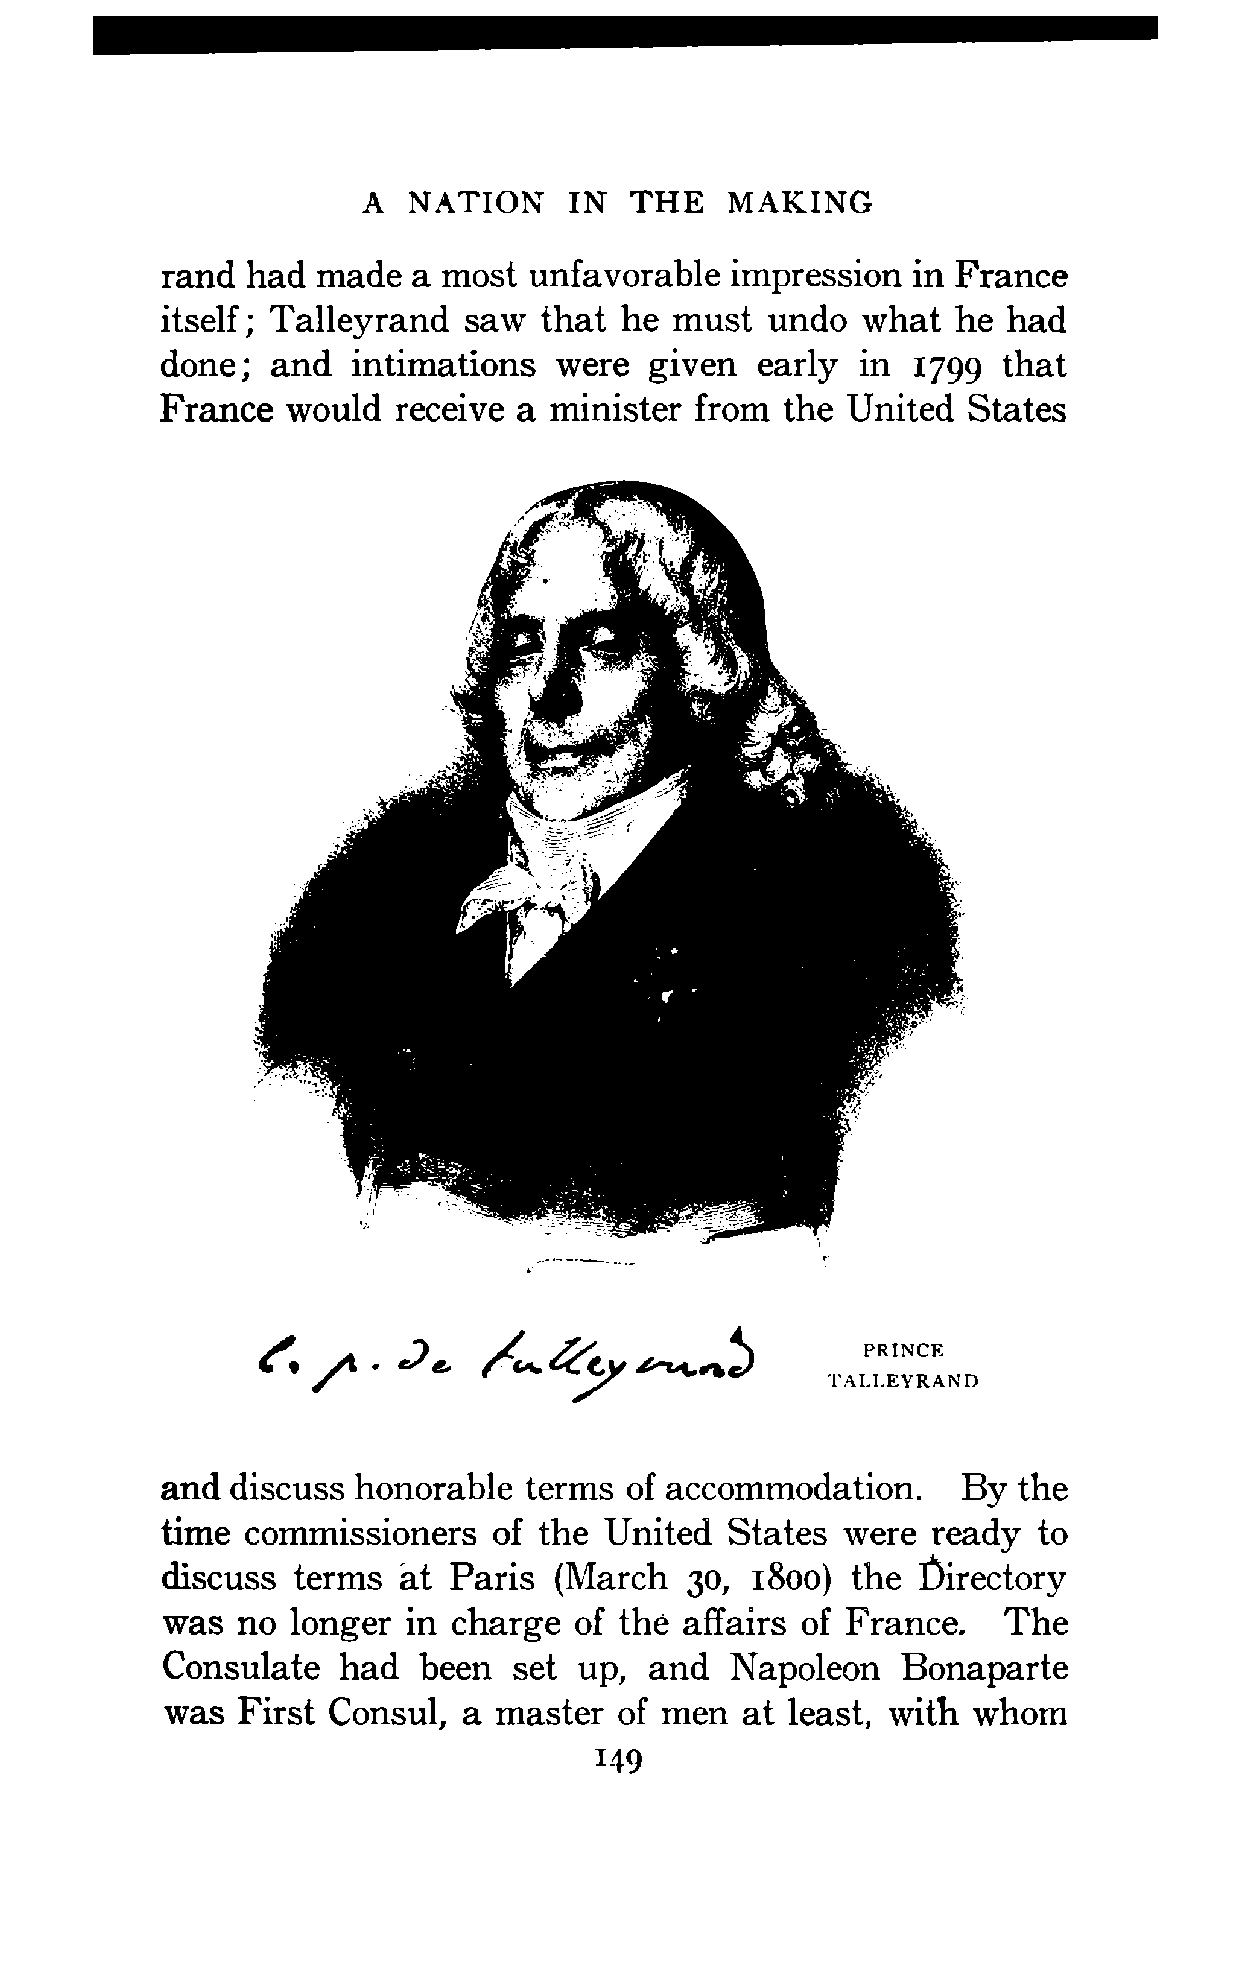 A NATION IN THE MAKING
rand had made a most unfavorable impression in France
itself; Talleyrand saw that he must undo what he had
done; and intimations were given early in 1799 that
France would receive a minister from the United States
C. p. De Talleyrand
PRINCE
TALLEYRAND
and discuss honorable terms of accommodation. By the
time commissioners of the United States were ready to
discuss terms at Paris (March 30, 1800) the Directory
was no longer in charge of the affairs of France. The
Consulate had been set up, and Napoleon Bonaparte
was First Consul, a master of men at least, with whom
149